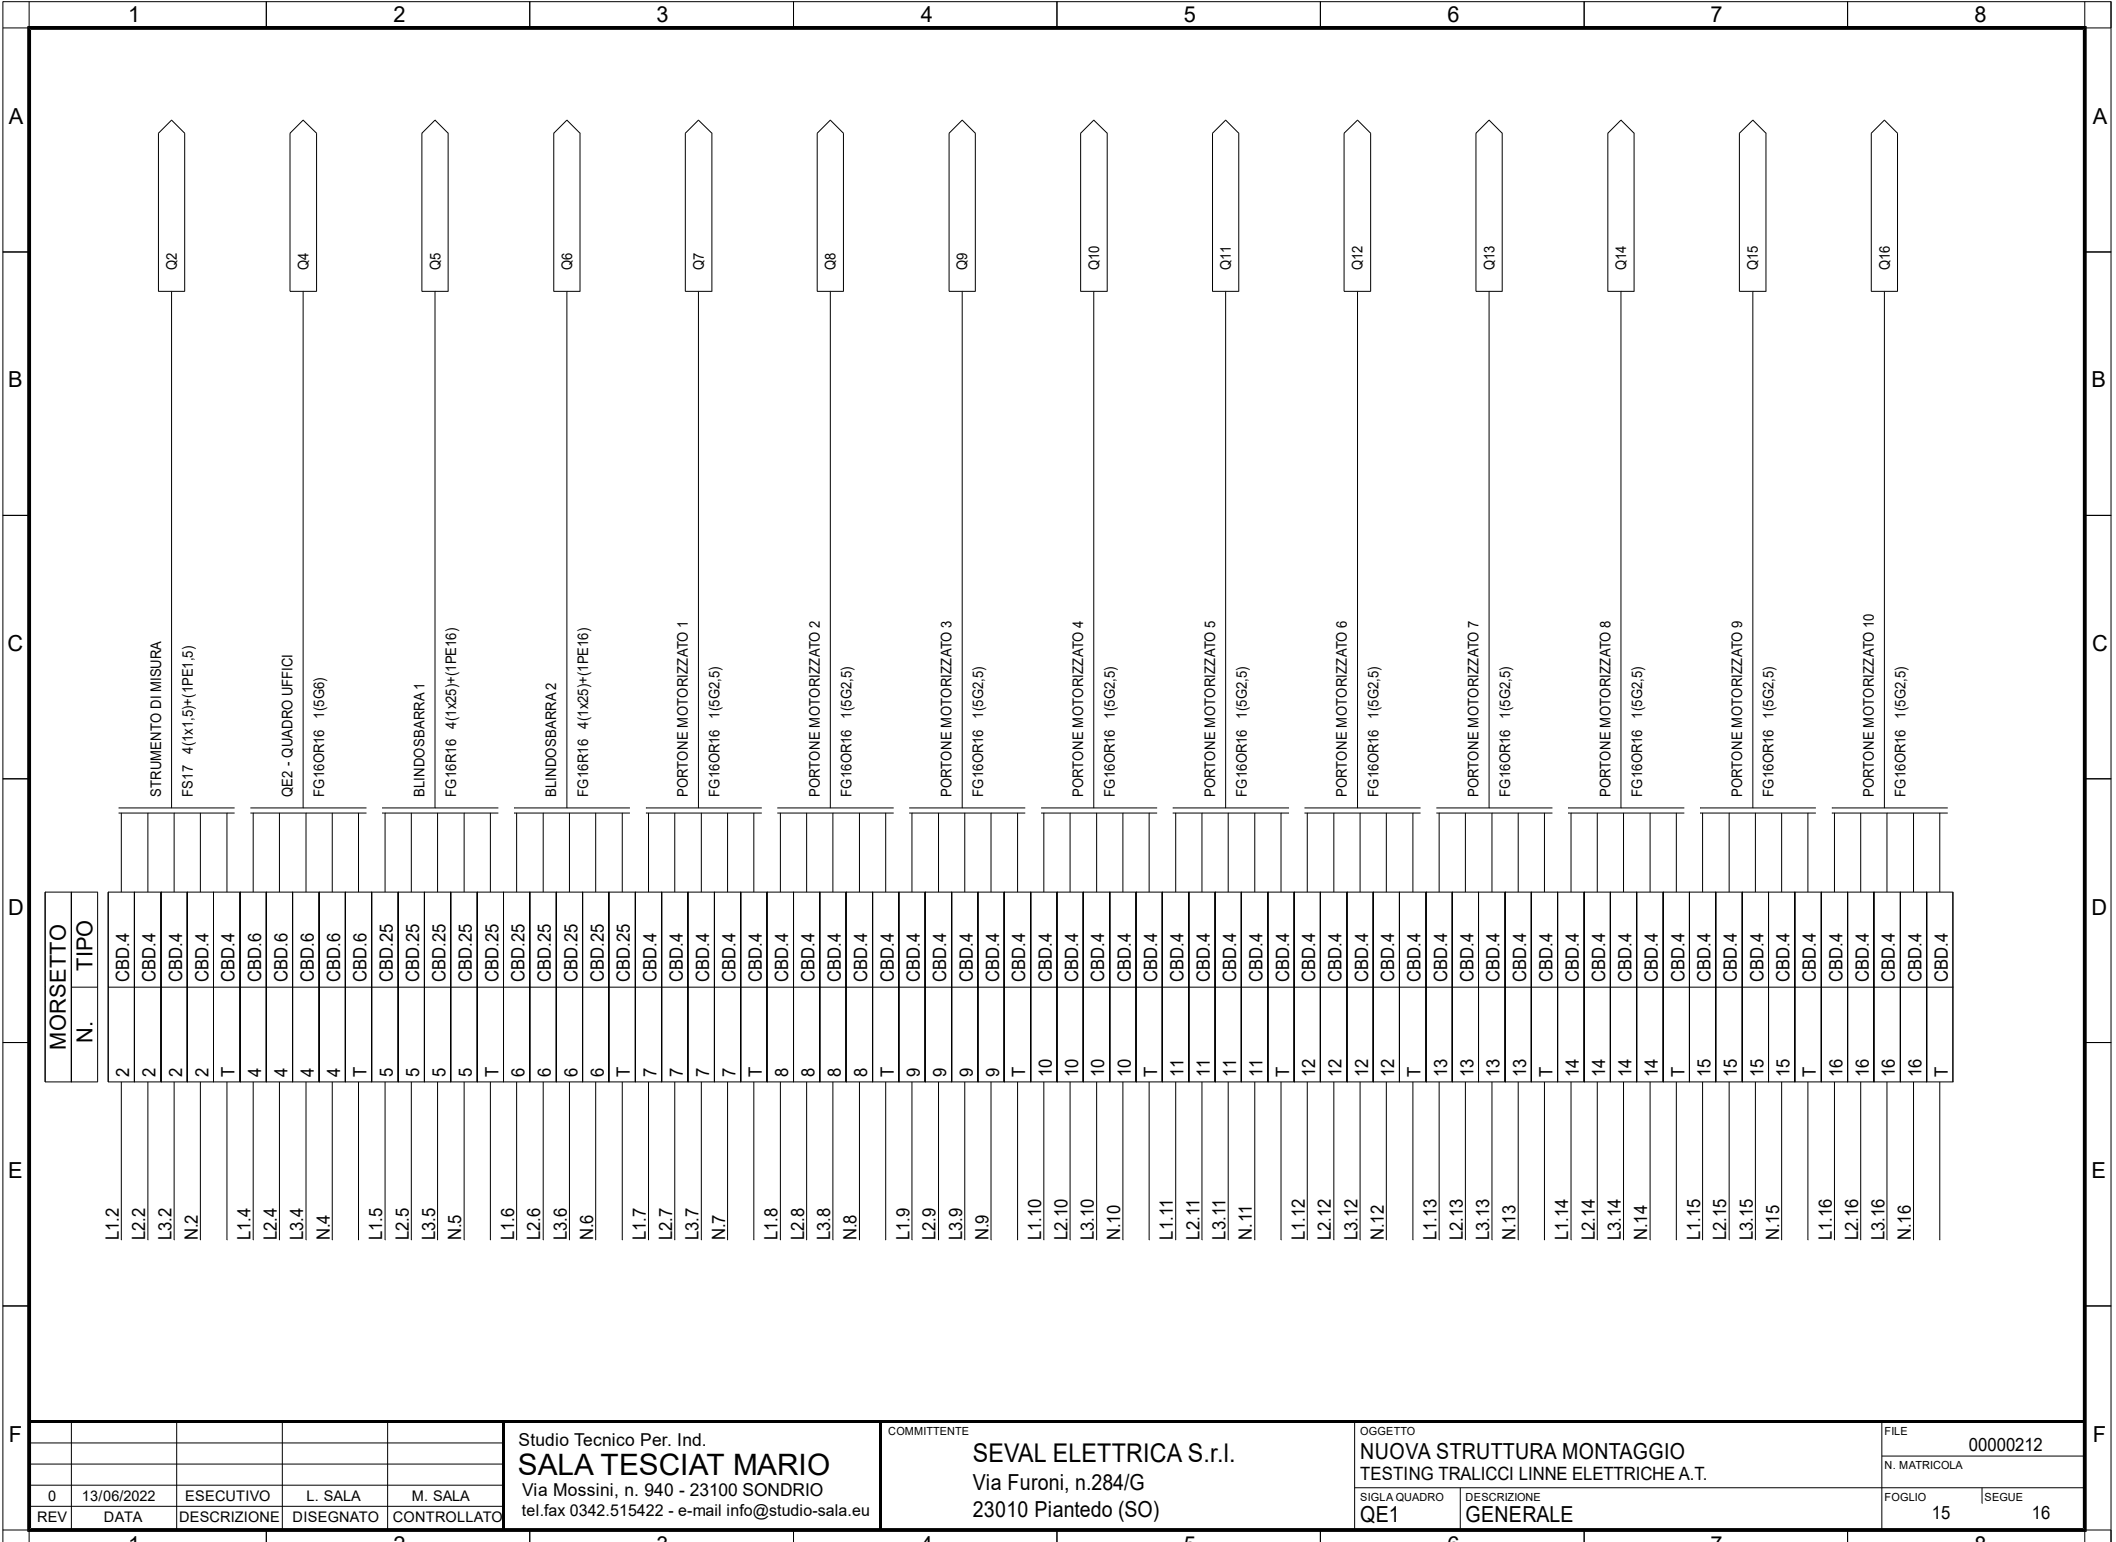 1 2 3 4 5 6 7 8
A A
B B
C C
D D
E E
F F
Q2 Q4 Q5 Q6 Q7 Q8 Q9 Q10 Q11 Q12 Q13 Q14 Q15 Q16
STRUMENTO DI MISURA
FS17 4(1x1,5)+(1PE1,5)
QE2 - QUADRO UFFICI
FG16OR16 1(5G6)
BLINDOSBARRA 1
FG16R16 4(1x25)+(1PE16)
BLINDOSBARRA 2
FG16R16 4(1x25)+(1PE16)
PORTONE MOTORIZZATO 1
FG16OR16 1(5G2,5)
PORTONE MOTORIZZATO 2
FG16OR16 1(5G2,5)
PORTONE MOTORIZZATO 3
FG16OR16 1(5G2,5)
PORTONE MOTORIZZATO 4
FG16OR16 1(5G2,5)
PORTONE MOTORIZZATO 5
FG16OR16 1(5G2,5)
PORTONE MOTORIZZATO 6
FG16OR16 1(5G2,5)
PORTONE MOTORIZZATO 7
FG16OR16 1(5G2,5)
PORTONE MOTORIZZATO 8
FG16OR16 1(5G2,5)
PORTONE MOTORIZZATO 9
FG16OR16 1(5G2,5)
PORTONE MOTORIZZATO 10
FG16OR16 1(5G2,5)
MORSETTO
TIPO
CBD.4 CBD.4 CBD.4 CBD.4 CBD.4 CBD.6 CBD.6 CBD.6 CBD.6 CBD.6 CBD.25 CBD.25 CBD.25 CBD.25 CBD.25 CBD.25 CBD.25 CBD.25 CBD.25 CBD.25 CBD.4 CBD.4 CBD.4 CBD.4 CBD.4 CBD.4 CBD.4 CBD.4 CBD.4 CBD.4 CBD.4 CBD.4 CBD.4 CBD.4 CBD.4 CBD.4 CBD.4 CBD.4 CBD.4 CBD.4 CBD.4 CBD.4 CBD.4 CBD.4 CBD.4 CBD.4 CBD.4 CBD.4 CBD.4 CBD.4 CBD.4 CBD.4 CBD.4 CBD.4 CBD.4 CBD.4 CBD.4 CBD.4 CBD.4 CBD.4 CBD.4 CBD.4 CBD.4 CBD.4 CBD.4 CBD.4 CBD.4 CBD.4 CBD.4 CBD.4
N.
2 2 2 2 T 4 4 4 4 T 5 5 5 5 T 6 6 6 6 T 7 7 7 7 T 8 8 8 8 T 9 9 9 9 T 10 10 10 10 T 11 11 11 11 T 12 12 12 12 T 13 13 13 13 T 14 14 14 14 T 15 15 15 15 T 16 16 16 16 T
L1.2 L2.2 L3.2 N.2 L1.4 L2.4 L3.4 N.4 L1.5 L2.5 L3.5 N.5 L1.6 L2.6 L3.6 N.6 L1.7 L2.7 L3.7 N.7 L1.8 L2.8 L3.8 N.8 L1.9 L2.9 L3.9 N.9 L1.10 L2.10 L3.10 N.10 L1.11 L2.11 L3.11 N.11 L1.12 L2.12 L3.12 N.12 L1.13 L2.13 L3.13 N.13 L1.14 L2.14 L3.14 N.14 L1.15 L2.15 L3.15 N.15 L1.16 L2.16 L3.16 N.16
0 13/06/2022 ESECUTIVO L. SALA M. SALA
REV DATA DESCRIZIONE DISEGNATO CONTROLLATO
Studio Tecnico Per. Ind.
SALA TESCIAT MARIO
Via Mossini, n. 940 - 23100 SONDRIO
tel.fax 0342.515422 - e-mail info@studio-sala.eu
COMMITTENTE
SEVAL ELETTRICA S.r.l.
Via Furoni, n.284/G
23010 Piantedo (SO)
OGGETTO
NUOVA STRUTTURA MONTAGGIO
TESTING TRALICCI LINNE ELETTRICHE A.T.
SIGLA QUADRO
QE1
DESCRIZIONE
GENERALE
FILE
00000212
N. MATRICOLA
FOGLIO
15
SEGUE
16
1 2 3 4 5 6 7 8